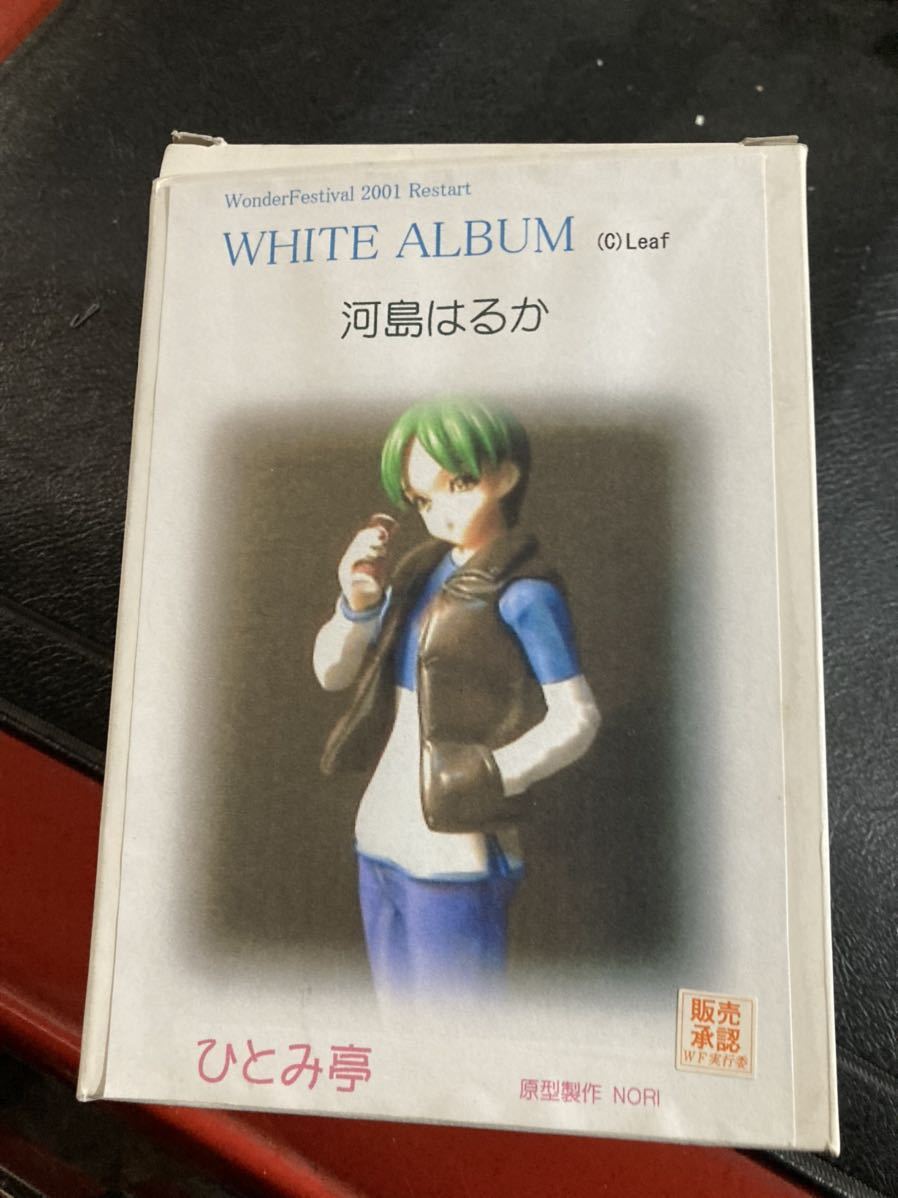 WonderFestival 2001 Restart
WHITE ALBUM (C)Leaf
河島はるか
販売
承認
WF実行委
ひとみ亭
原型製作 NORI